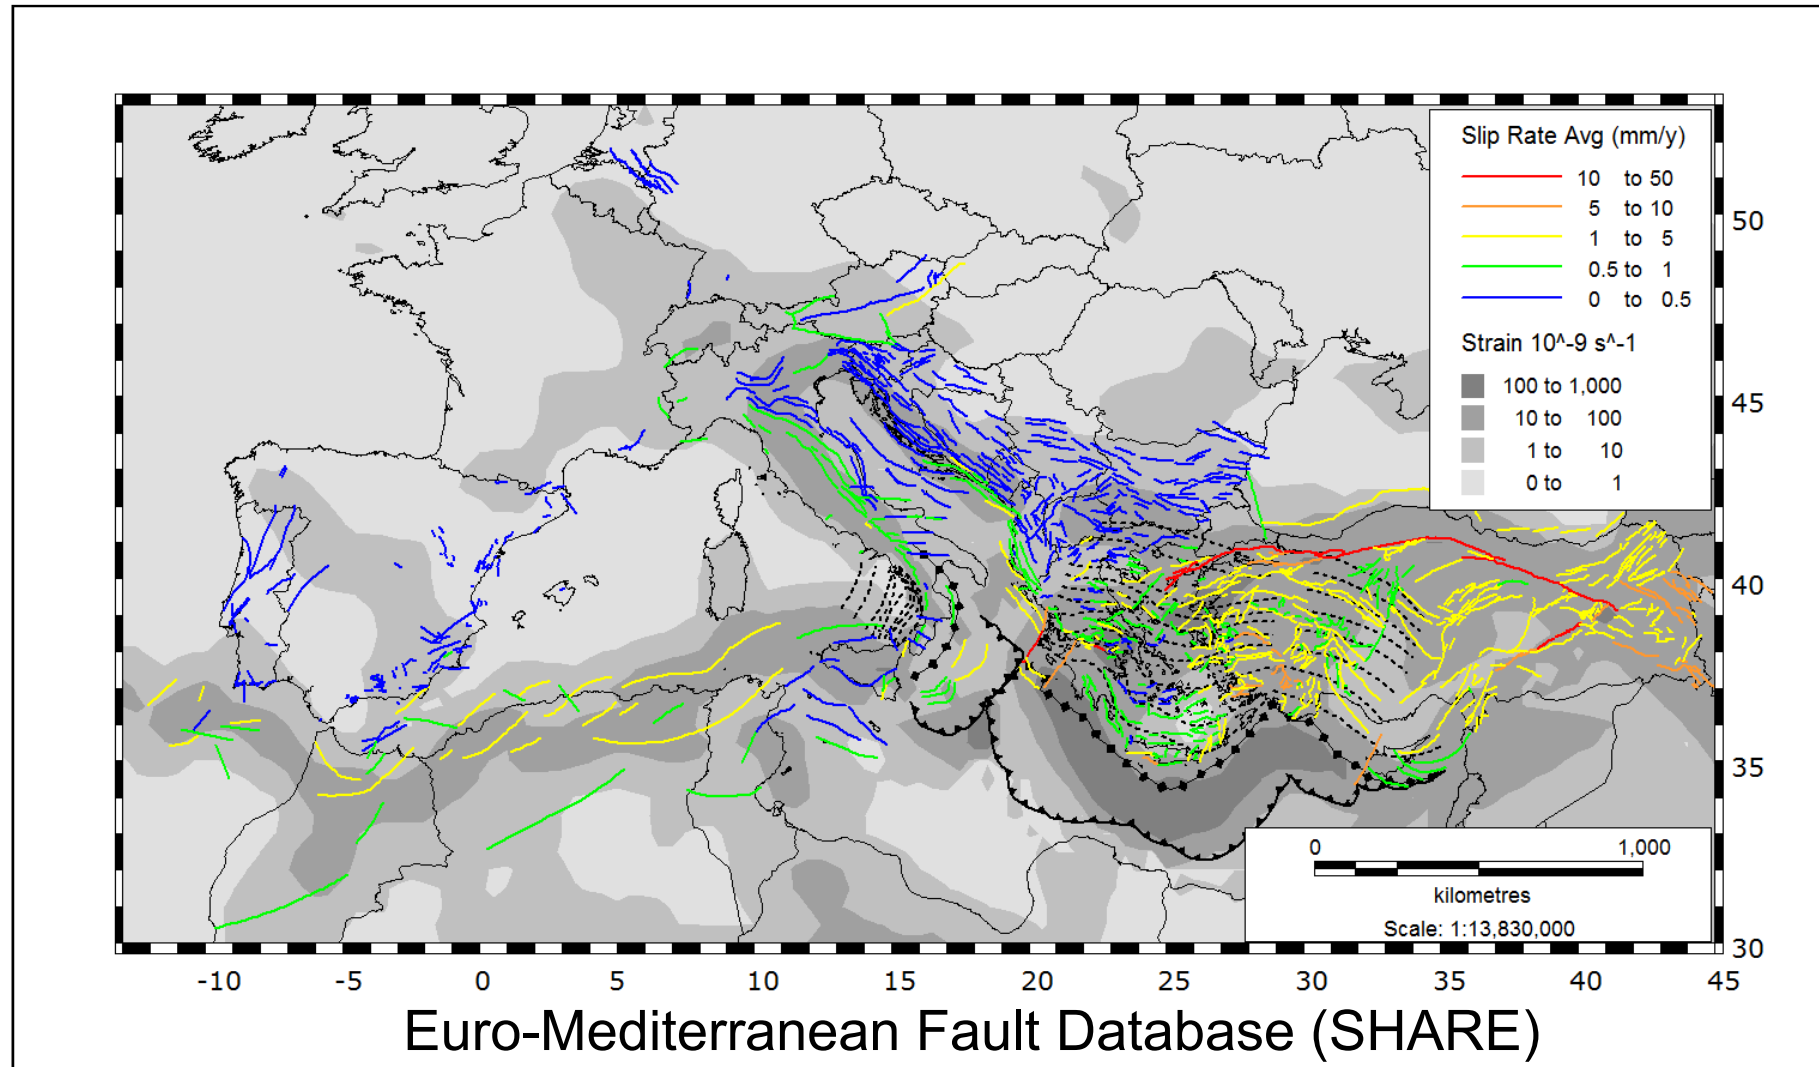 Slip Rate Avg (mm/y)
10 to 50
5 to 10
1 to 5
0.5 to 1
0 to 0.5
Strain 10^-9 s^-1
100 to 1,000
10 to 100
1 to 10
0 to 1
50
45
40
35
30
0 1,000
kilometres
Scale: 1:13,830,000
-10 -5 0 5 10 15 20 25 30 35 40 45
Euro-Mediterranean Fault Database (SHARE)